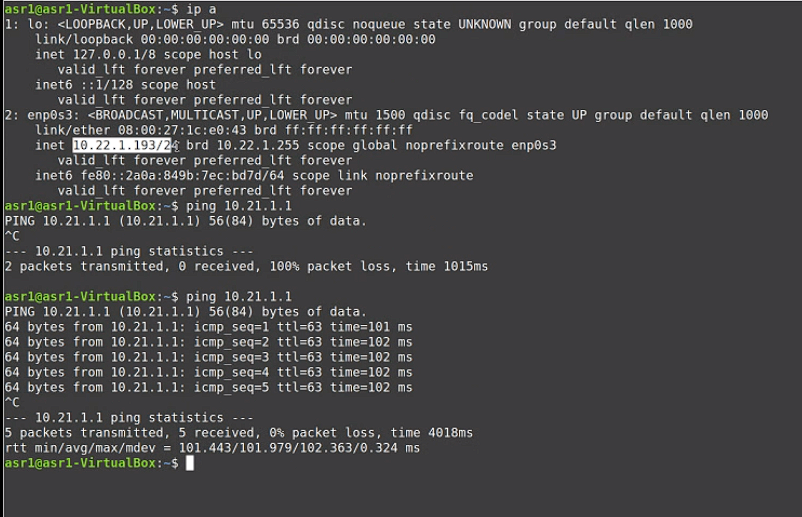 asr1@asr1-VirtualBox:~$ ip a
1: lo: <LOOPBACK,UP,LOWER_UP> mtu 65536 qdisc noqueue state UNKNOWN group default qlen 1000
    link/loopback 00:00:00:00:00:00 brd 00:00:00:00:00:00
    inet 127.0.0.1/8 scope host lo
       valid_lft forever preferred_lft forever
    inet6 ::1/128 scope host
       valid_lft forever preferred_lft forever
2: enp0s3: <BROADCAST,MULTICAST,UP,LOWER_UP> mtu 1500 qdisc fq_codel state UP group default qlen 1000
    link/ether 08:00:27:1c:e0:43 brd ff:ff:ff:ff:ff:ff
    inet 10.22.1.193/24 brd 10.22.1.255 scope global noprefixroute enp0s3
       valid_lft forever preferred_lft forever
    inet6 fe80::2a0a:849b:7ec:bd7d/64 scope link noprefixroute
       valid_lft forever preferred_lft forever
asr1@asr1-VirtualBox:~$ ping 10.21.1.1
PING 10.21.1.1 (10.21.1.1) 56(84) bytes of data.
^C
--- 10.21.1.1 ping statistics ---
2 packets transmitted, 0 received, 100% packet loss, time 1015ms

asr1@asr1-VirtualBox:~$ ping 10.21.1.1
PING 10.21.1.1 (10.21.1.1) 56(84) bytes of data.
64 bytes from 10.21.1.1: icmp_seq=1 ttl=63 time=101 ms
64 bytes from 10.21.1.1: icmp_seq=2 ttl=63 time=102 ms
64 bytes from 10.21.1.1: icmp_seq=3 ttl=63 time=102 ms
64 bytes from 10.21.1.1: icmp_seq=4 ttl=63 time=102 ms
64 bytes from 10.21.1.1: icmp_seq=5 ttl=63 time=102 ms
^C
--- 10.21.1.1 ping statistics ---
5 packets transmitted, 5 received, 0% packet loss, time 4018ms
rtt min/avg/max/mdev = 101.443/101.979/102.363/0.324 ms
asr1@asr1-VirtualBox:~$